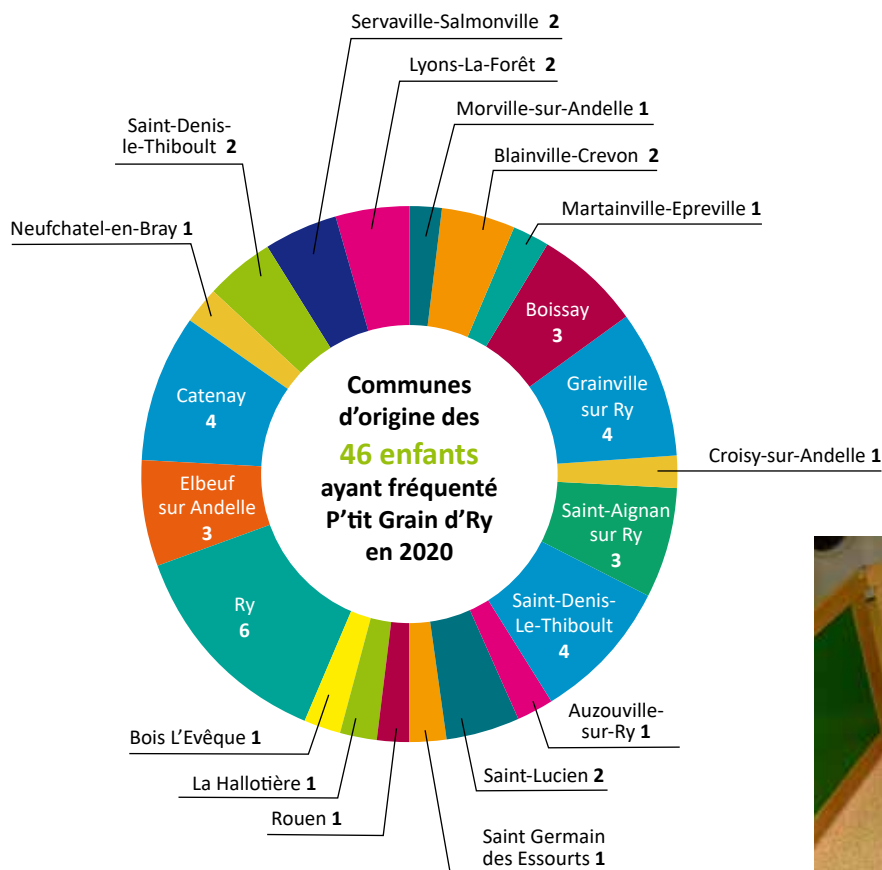 Servaville-Salmonville 2
Lyons-La-Forêt 2
Morville-sur-Andelle 1
Saint-Denis-
le-Thiboult 2
Blainville-Crevon 2
Martainville-Epreville 1
Neufchatel-en-Bray 1
Boissay
3
Grainville
sur Ry
4
Catenay
4
Communes
d'origine des
46 enfants
ayant fréquenté
P'tit Grain d'Ry
en 2020
Croisy-sur-Andelle 1
Elbeuf
sur Andelle
3
Saint-Aignan
sur Ry
3
Ry
6
Saint-Denis-
Le-Thiboult
4
Auzouville-
sur-Ry 1
Bois L'Evêque 1
Saint-Lucien 2
La Hallotière 1
Rouen 1
Saint Germain
des Essourts 1